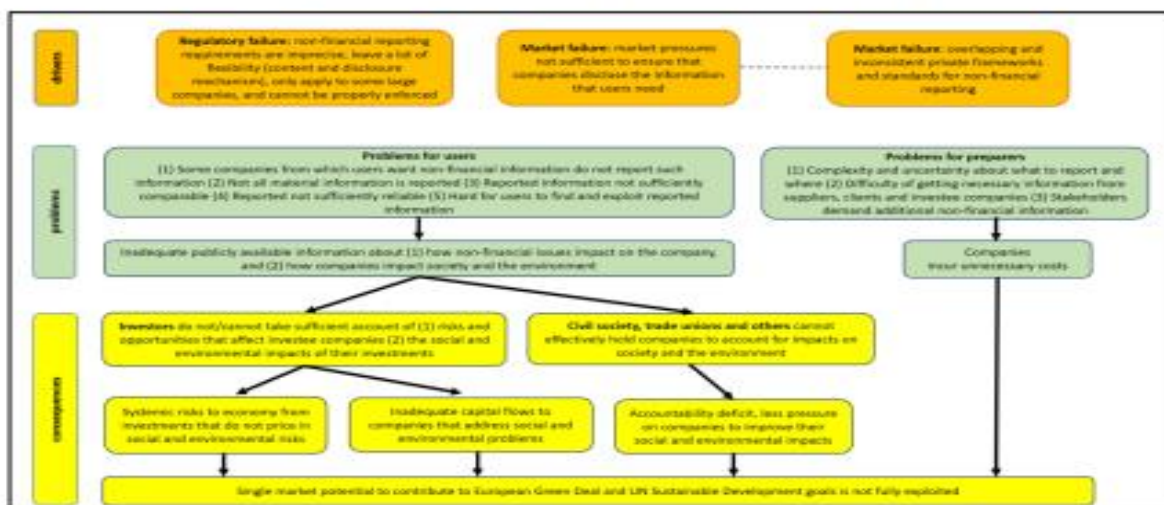 drivers
Regulatory failure: non-financial reporting
requirements are imprecise, leave a lot of
flexibility (content and disclosure
mechanism), only apply to some large
companies, and cannot be properly enforced
Market failure: market pressures
not sufficient to ensure that
companies disclose the information
that users need
Market failure: overlapping and
inconsistent private frameworks
and standards for non-financial
reporting
problems
Problems for users
(1) Some companies from which users want non-financial information do not report such
information (2) Not all material information is reported (3) Reported information not sufficiently
comparable (4) Reported not sufficiently reliable (5) Hard for users to find and exploit reported
information
Problems for preparers
(1) Complexity and uncertainty about what to report and
where (2) Difficulty of getting necessary information from
suppliers, clients and investee companies (3) Stakeholders
demand additional non-financial information
Inadequate publicly available information about (1) how non-financial issues impact on the company,
and (2) how companies impact society and the environment
Companies
incur unnecessary costs
consequences
Investors do not/cannot take sufficient account of (1) risks and
opportunities that affect investee companies (2) the social and
environmental impacts of their investments
Civil society, trade unions and others cannot
effectively hold companies to account for impacts on
society and the environment
Systemic risks to economy from
investments that do not price in
social and environmental risks
Inadequate capital flows to
companies that address social and
environmental problems
Accountability deficit, less pressure
on companies to improve their
social and environmental impacts
Single market potential to contribute to European Green Deal and UN Sustainable Development goals is not fully exploited